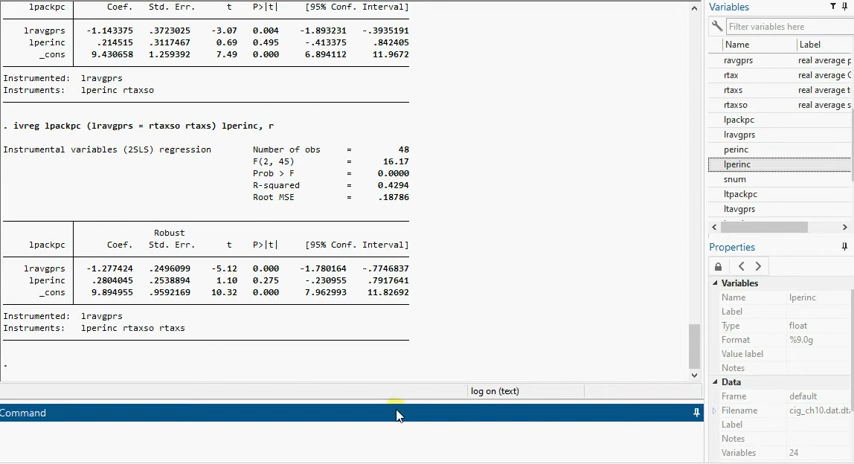 lpackpc Coef. Std. Err. t P>|t| [95% Conf. Interval]
lravgprs -1.143375 .3723025 -3.07 0.004 -1.893231 -.3935191
lperinc .214515 .3117467 0.69 0.495 -.413375 .842405
_cons 9.430658 1.259392 7.49 0.000 6.894112 11.9672
Instrumented: lravgprs
Instruments: lperinc rtaxso
. ivreg lpackpc (lravgprs = rtaxso rtaxs) lperinc, r
Instrumental variables (2SLS) regression Number of obs = 48
F(2, 45) = 16.17
Prob > F = 0.0000
R-squared = 0.4294
Root MSE = .18786
Robust
lpackpc Coef. Std. Err. t P>|t| [95% Conf. Interval]
lravgprs -1.277424 .2496099 -5.12 0.000 -1.780164 -.7746837
lperinc .2804045 .2538894 1.10 0.275 -.230955 .7917641
_cons 9.894955 .9592169 10.32 0.000 7.962993 11.82692
Instrumented: lravgprs
Instruments: lperinc rtaxso rtaxs
.
log on (text)
Command
Variables
Filter variables here
Name Label
ravgprs real average p
rtax real average
rtaxs real average t
rtaxso real average s
lpackpc
lravgprs
perinc
lperinc
snum
ltpackpc
ltavgprs
Properties
Variables
Name lperinc
Label
Type float
Format %9.0g
Value label
Notes
Data
Frame default
Filename cig_ch10.dat.dt
Label
Notes
Variables 24